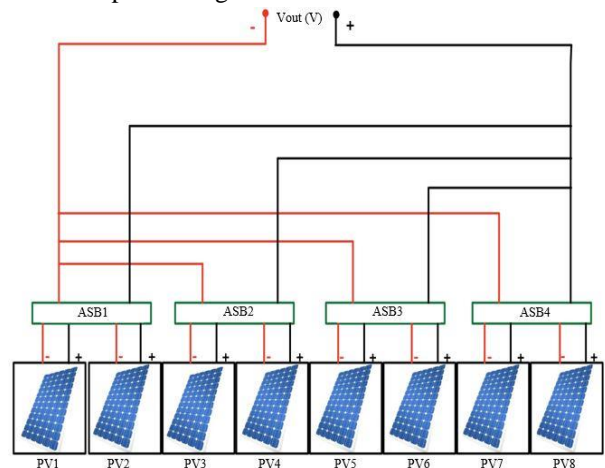 - Vout (V) +
ASB1 ASB2 ASB3 ASB4
- + - + - + - + - + - + - + - +
PV1 PV2 PV3 PV4 PV5 PV6 PV7 PV8